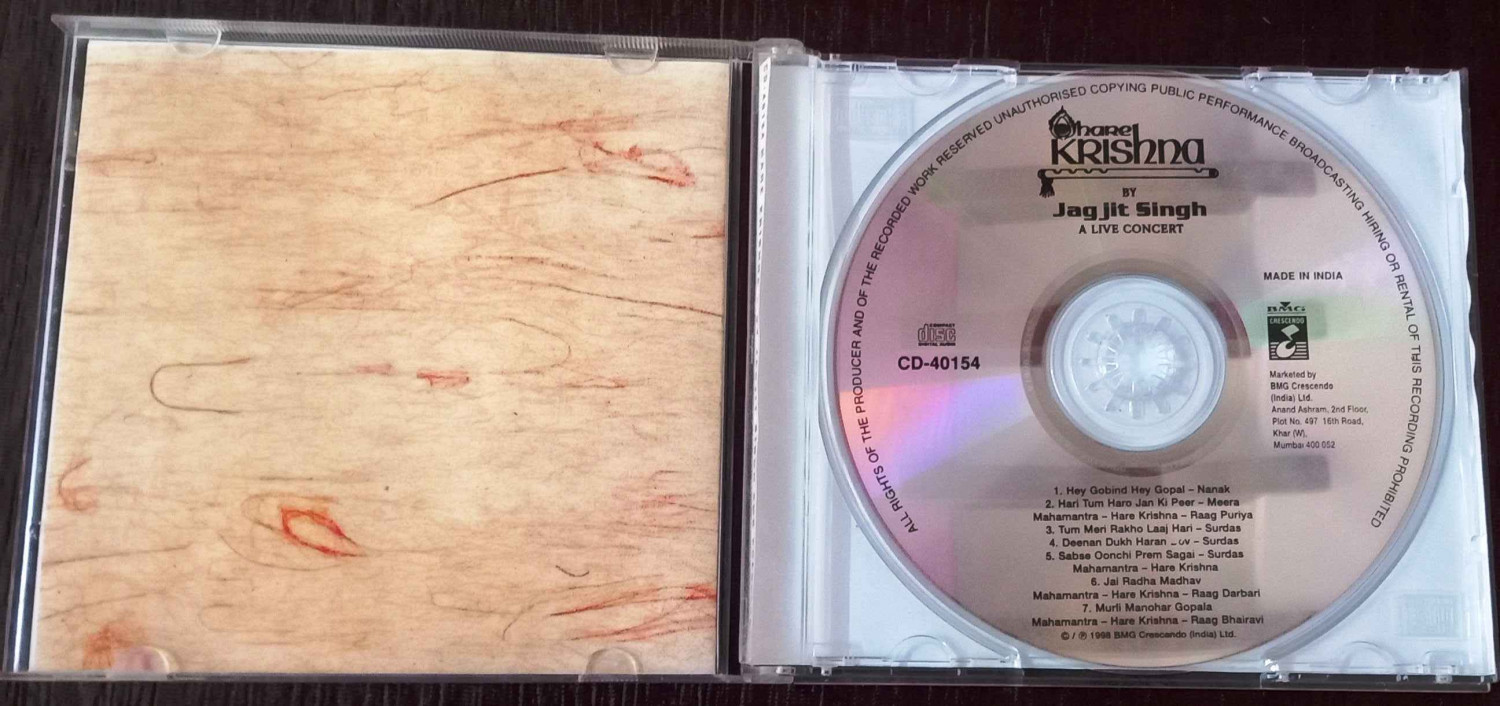 ALL RIGHTS OF THE PRODUCER AND OF THE RECORDED WORK RESERVED UNAUTHORISED COPYING PUBLIC PERFORMANCE BROADCASTING HIRING OR RENTAL OF THIS RECORDING PROHIBITED
hare
KRISHNA
BY
Jagjit Singh
A LIVE CONCERT
MADE IN INDIA
BMG
CRESCENDO
COMPACT
disc
DIGITAL AUDIO
CD-40154
Marketed by
BMG Crescendo
(India) Ltd.
Anand Ashram, 2nd Floor,
Plot No. 497 16th Road,
Khar (W),
Mumbai 400 052
1. Hey Gobind Hey Gopal – Nanak
2. Hari Tum Haro Jan Ki Peer – Meera
Mahamantra – Hare Krishna – Raag Puriya
3. Tum Meri Rakho Laaj Hari – Surdas
4. Deenan Dukh Haran – Surdas
5. Sabse Oonchi Prem Sagai – Surdas
Mahamantra – Hare Krishna
6. Jai Radha Madhav
Mahamantra – Hare Krishna – Raag Darbari
7. Murli Manohar Gopala
Mahamantra – Hare Krishna – Raag Bhairavi
© / ℗ 1998 BMG Crescendo (India) Ltd.